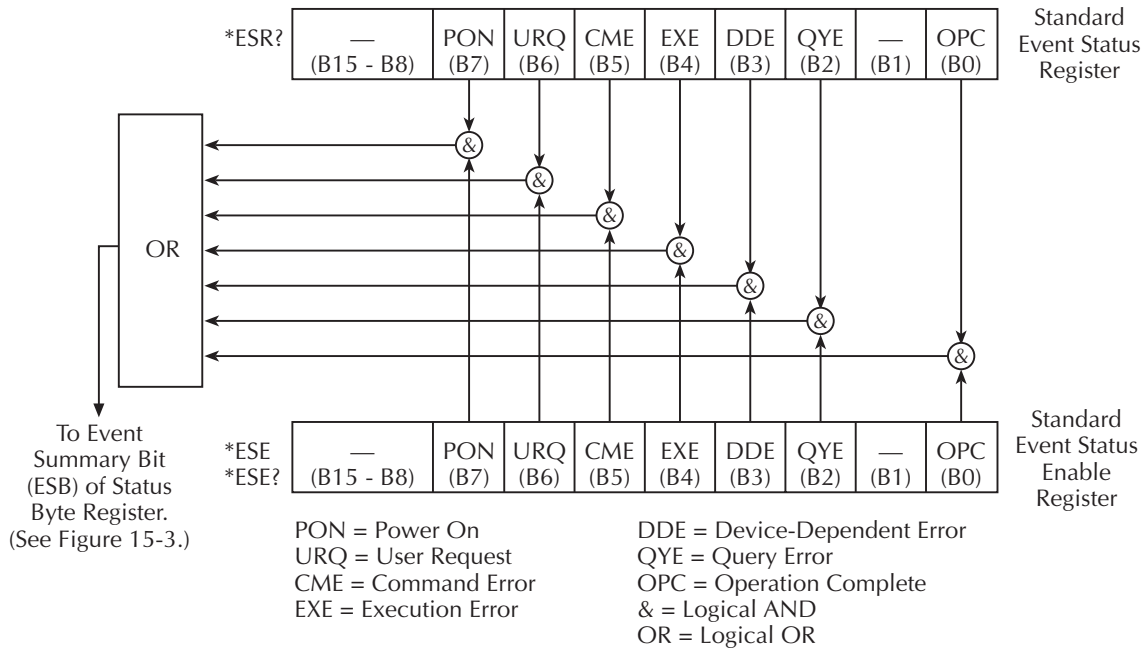 *ESR?
— PON URQ CME EXE DDE QYE — OPC
(B15 - B8) (B7) (B6) (B5) (B4) (B3) (B2) (B1) (B0)
Standard
Event Status
Register
&
&
&
&
&
&
&
OR
To Event
Summary Bit
(ESB) of Status
Byte Register.
(See Figure 15-3.)
*ESE
*ESE?
— PON URQ CME EXE DDE QYE — OPC
(B15 - B8) (B7) (B6) (B5) (B4) (B3) (B2) (B1) (B0)
Standard
Event Status
Enable
Register
PON = Power On
URQ = User Request
CME = Command Error
EXE = Execution Error
DDE = Device-Dependent Error
QYE = Query Error
OPC = Operation Complete
& = Logical AND
OR = Logical OR